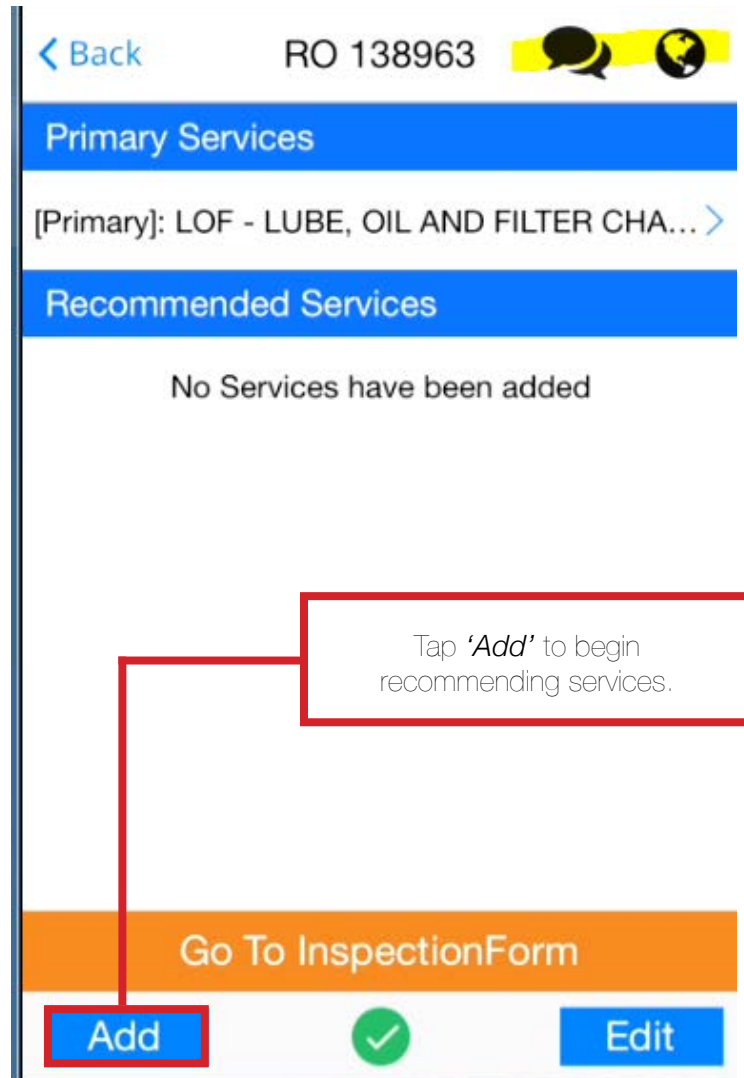 Back RO 138963
Primary Services
[Primary]: LOF - LUBE, OIL AND FILTER CHA...
Recommended Services
No Services have been added
Tap ‘Add’ to begin
recommending services.
Go To InspectionForm
Add Edit